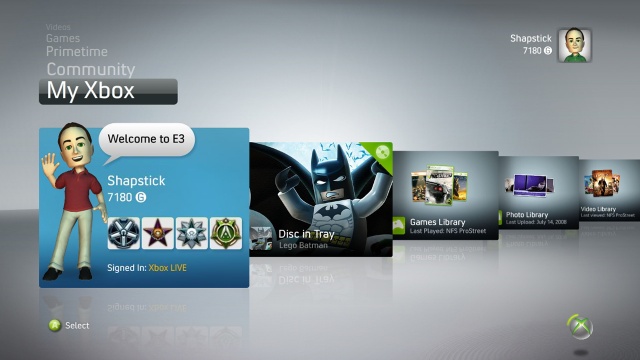 Videos
Games
Primetime
Community
My Xbox
Shapstick
7180 G
Welcome to E3
Shapstick
7180 G
Signed In: Xbox LIVE
Disc in Tray
Lego Batman
Games Library
Last Played: NFS ProStreet
Photo Library
Last Upload: July 14, 2008
Video Library
Last viewed: NFS ProStreet
A Select